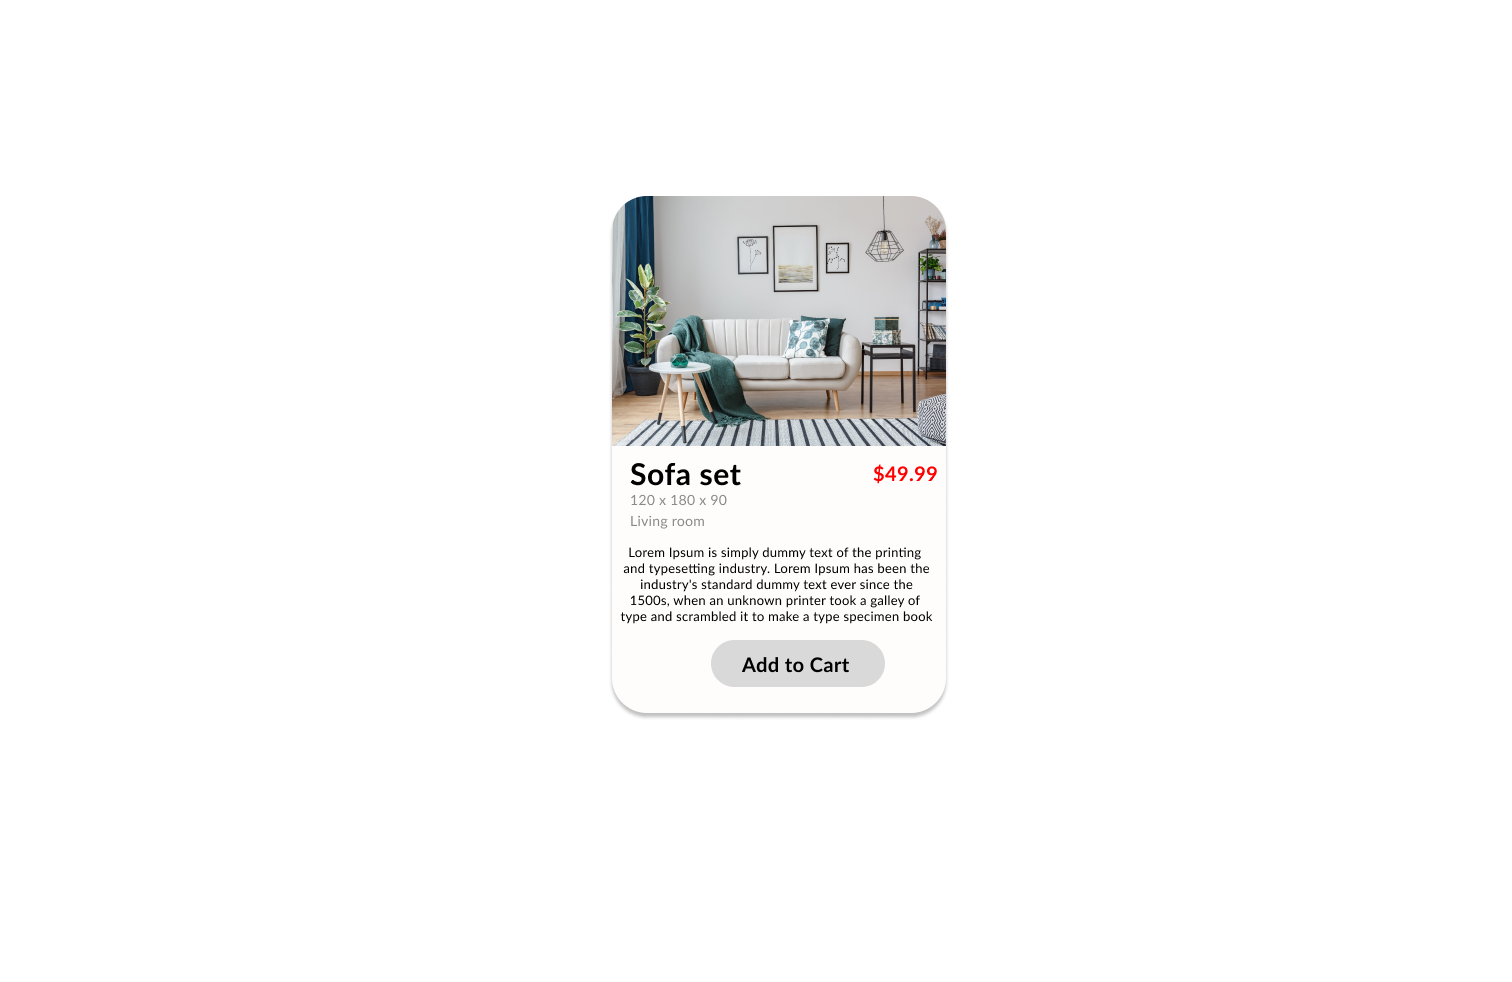 Sofa set
$49.99
120 x 180 x 90
Living room
Lorem Ipsum is simply dummy text of the printing
and typesetting industry. Lorem Ipsum has been the
industry's standard dummy text ever since the
1500s, when an unknown printer took a galley of
type and scrambled it to make a type specimen book
Add to Cart